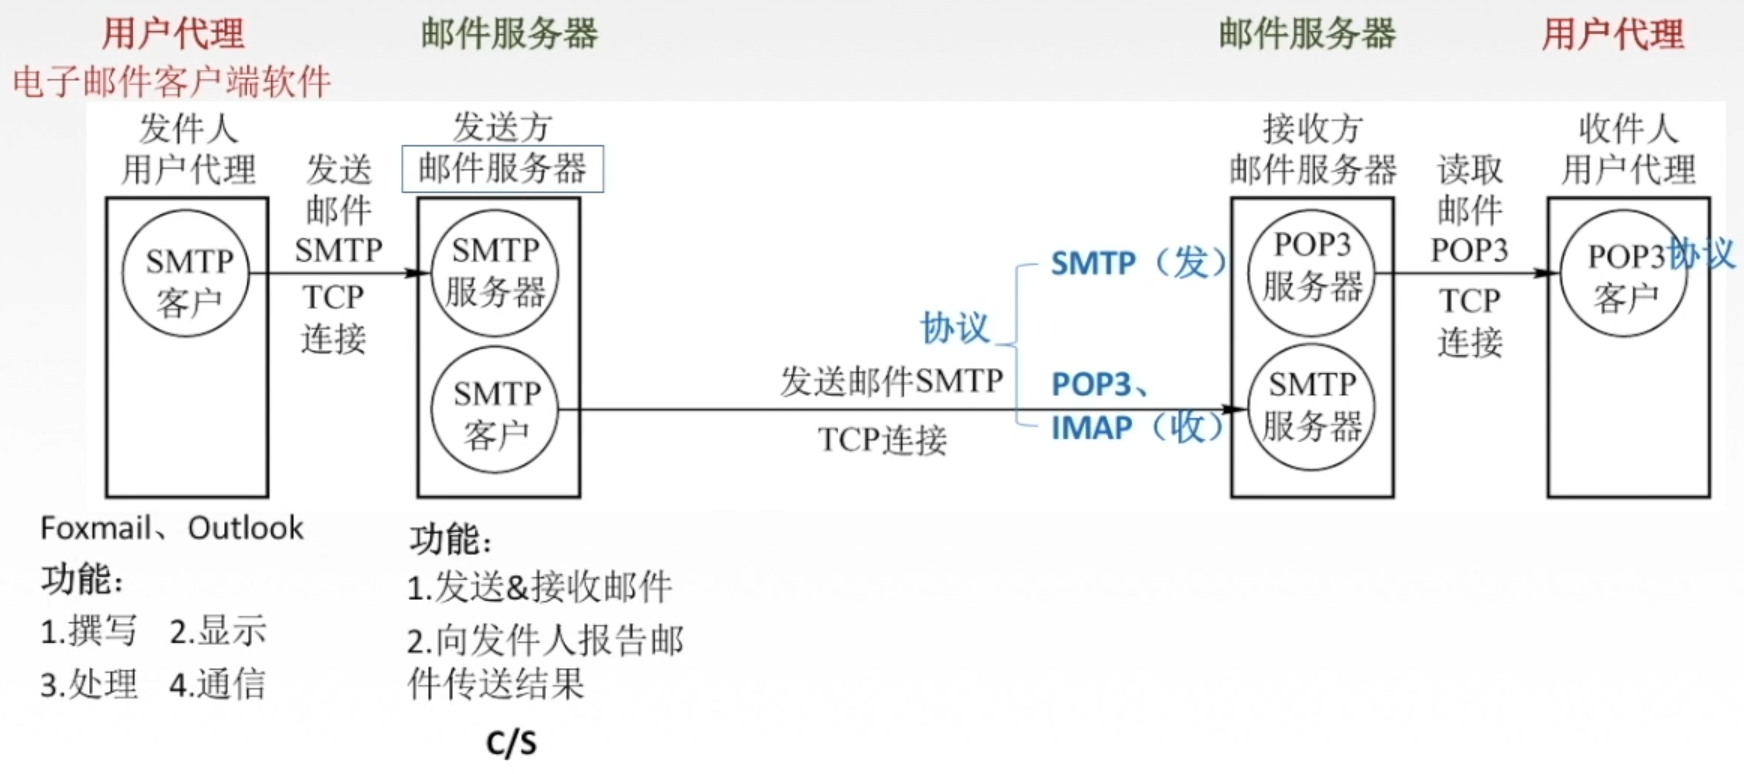 用户代理
邮件服务器
邮件服务器
用户代理
电子邮件客户端软件
发件人
用户代理
发送
邮件
SMTP
TCP
连接
SMTP
客户
发送方
邮件服务器
SMTP
服务器
SMTP
客户
发送邮件SMTP
TCP连接
协议
SMTP（发）
POP3、
IMAP（收）
接收方
邮件服务器
POP3
服务器
SMTP
服务器
读取
邮件
POP3
TCP
连接
收件人
用户代理
POP3
客户
协议
Foxmail、Outlook
功能：
1.撰写 2.显示
3.处理 4.通信
功能：
1.发送&接收邮件
2.向发件人报告邮
件传送结果
C/S